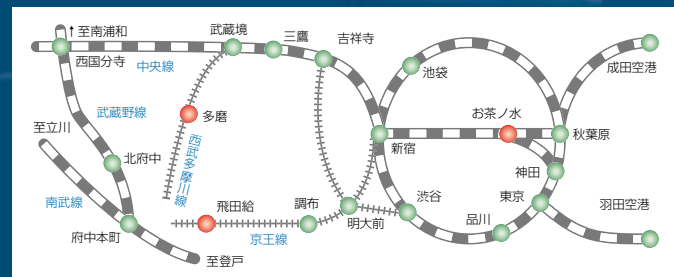 ↑至南浦和
西国分寺
中央線
武蔵境
三鷹
吉祥寺
池袋
成田空港
武蔵野線
多磨
お茶ノ水
至立川
新宿
秋葉原
西武多摩川線
北府中
神田
南武線
飛田給
調布
明大前
渋谷
東京
品川
羽田空港
京王線
府中本町
至登戸